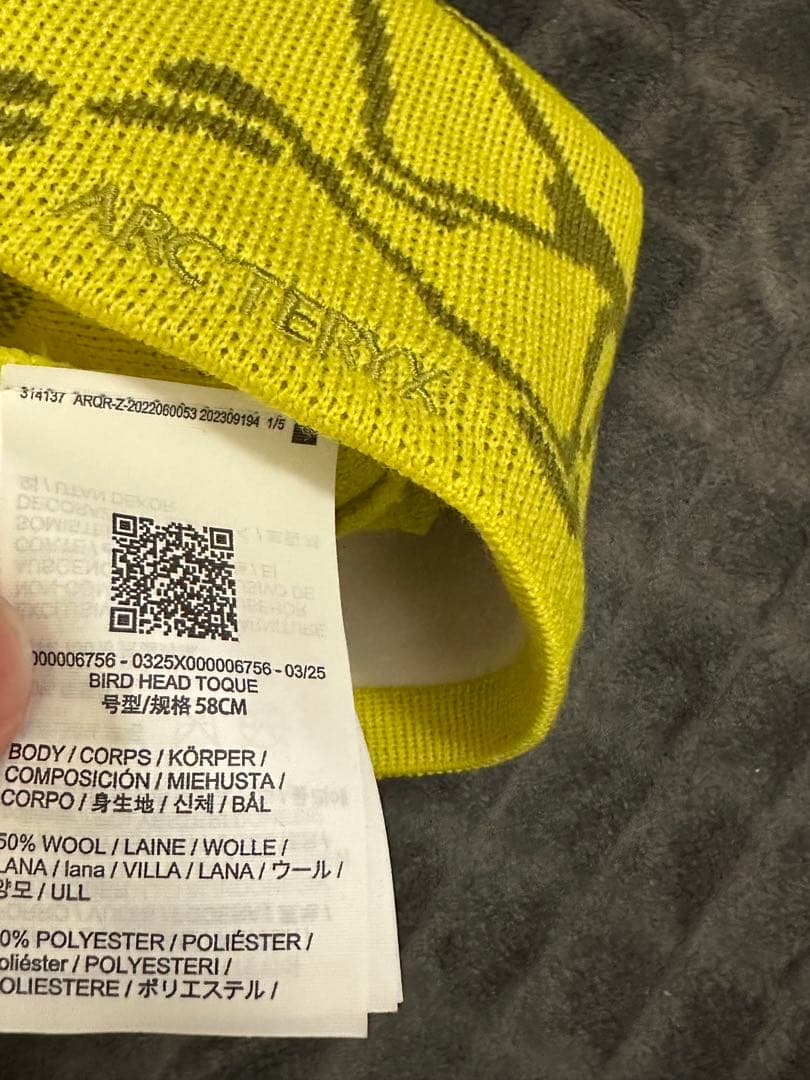 ARC'TERYX
314137 ARQR-Z-2022060053 202309194 1/5
000006756 - 0325X000006756 - 03/25
BIRD HEAD TOQUE
号型/规格 58CM
BODY / CORPS / KÖRPER /
COMPOSICIÓN / MIEHUSTA /
CORPO / 身生地 / 신체 / BÅL
50% WOOL / LAINE / WOLLE /
LANA / lana / VILLA / LANA / ウール /
양모 / ULL
0% POLYESTER / POLIÉSTER /
oliéster / POLYESTERI /
OLIESTERE / ポリエステル /